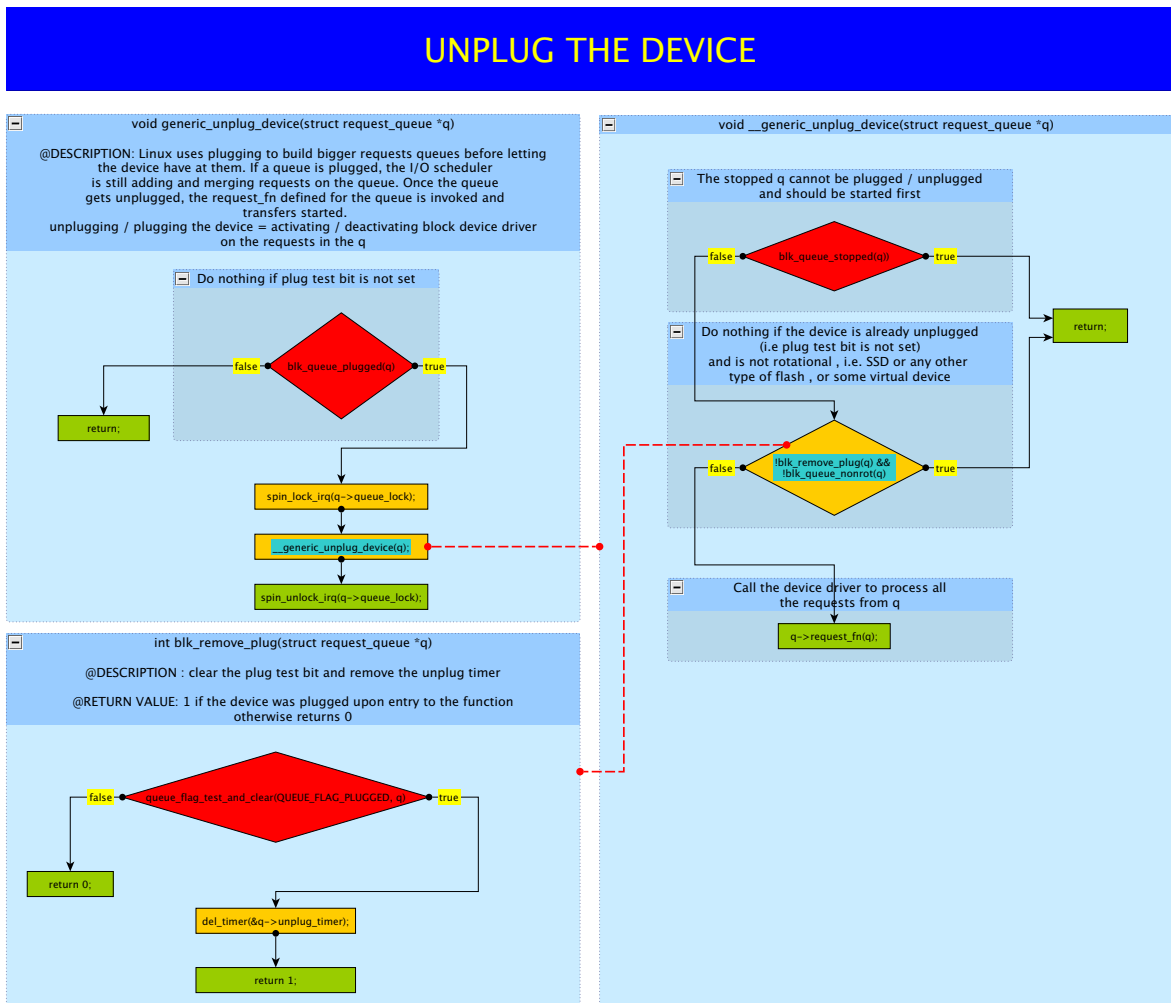 UNPLUG THE DEVICE
void generic_unplug_device(struct request_queue *q)
@DESCRIPTION: Linux uses plugging to build bigger requests queues before letting
the device have at them. If a queue is plugged, the I/O scheduler
is still adding and merging requests on the queue. Once the queue
gets unplugged, the request_fn defined for the queue is invoked and
transfers started.
unplugging / plugging the device = activating / deactivating block device driver
on the requests in the q
Do nothing if plug test bit is not set
false
blk_queue_plugged(q)
true
return;
spin_lock_irq(q->queue_lock);
__generic_unplug_device(q);
spin_unlock_irq(q->queue_lock);
int blk_remove_plug(struct request_queue *q)
@DESCRIPTION : clear the plug test bit and remove the unplug timer
@RETURN VALUE: 1 if the device was plugged upon entry to the function
otherwise returns 0
false
queue_flag_test_and_clear(QUEUE_FLAG_PLUGGED, q)
true
return 0;
del_timer(&q->unplug_timer);
return 1;
void __generic_unplug_device(struct request_queue *q)
The stopped q cannot be plugged / unplugged
and should be started first
false
blk_queue_stopped(q))
true
return;
Do nothing if the device is already unplugged
(i.e plug test bit is not set)
and is not rotational , i.e. SSD or any other
type of flash , or some virtual device
false
!blk_remove_plug(q) &&
!blk_queue_nonrot(q)
true
Call the device driver to process all
the requests from q
q->request_fn(q);